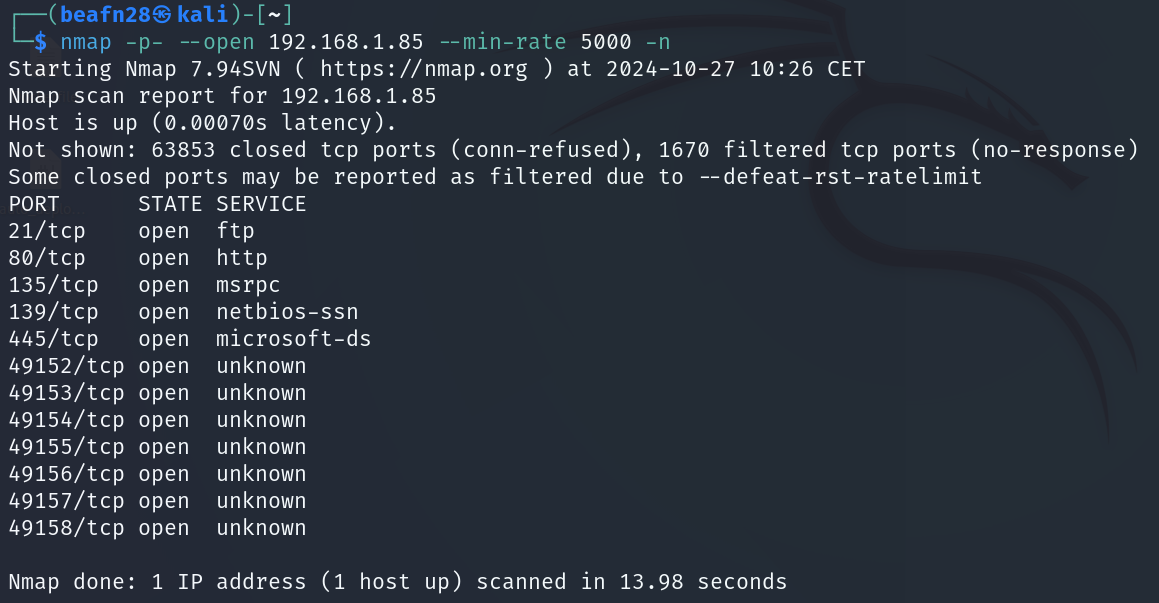 ┌──(beafn28㉿kali)-[~]
└─$ nmap -p- --open 192.168.1.85 --min-rate 5000 -n
Starting Nmap 7.94SVN ( https://nmap.org ) at 2024-10-27 10:26 CET
Nmap scan report for 192.168.1.85
Host is up (0.00070s latency).
Not shown: 63853 closed tcp ports (conn-refused), 1670 filtered tcp ports (no-response)
Some closed ports may be reported as filtered due to --defeat-rst-ratelimit
PORT      STATE SERVICE
21/tcp    open  ftp
80/tcp    open  http
135/tcp   open  msrpc
139/tcp   open  netbios-ssn
445/tcp   open  microsoft-ds
49152/tcp open  unknown
49153/tcp open  unknown
49154/tcp open  unknown
49155/tcp open  unknown
49156/tcp open  unknown
49157/tcp open  unknown
49158/tcp open  unknown
Nmap done: 1 IP address (1 host up) scanned in 13.98 seconds